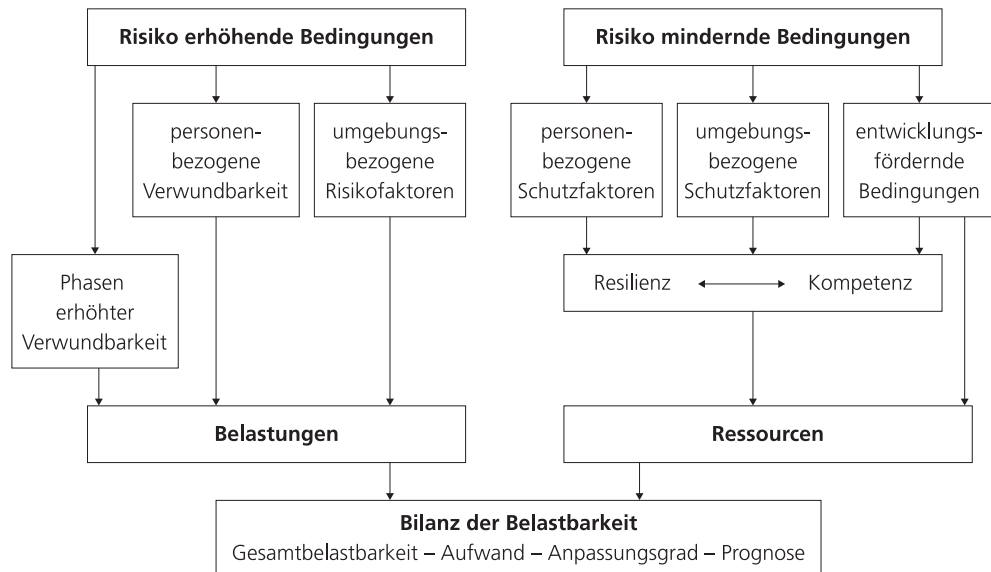 Risiko erhöhende Bedingungen
Risiko mindernde Bedingungen
personen-
bezogene
Verwundbarkeit
umgebungs-
bezogene
Risikofaktoren
personen-
bezogene
Schutzfaktoren
umgebungs-
bezogene
Schutzfaktoren
entwicklungs-
fördernde
Bedingungen
Phasen
erhöhter
Verwundbarkeit
Resilienz
Kompetenz
Belastungen
Ressourcen
Bilanz der Belastbarkeit
Gesamtbelastbarkeit – Aufwand – Anpassungsgrad – Prognose